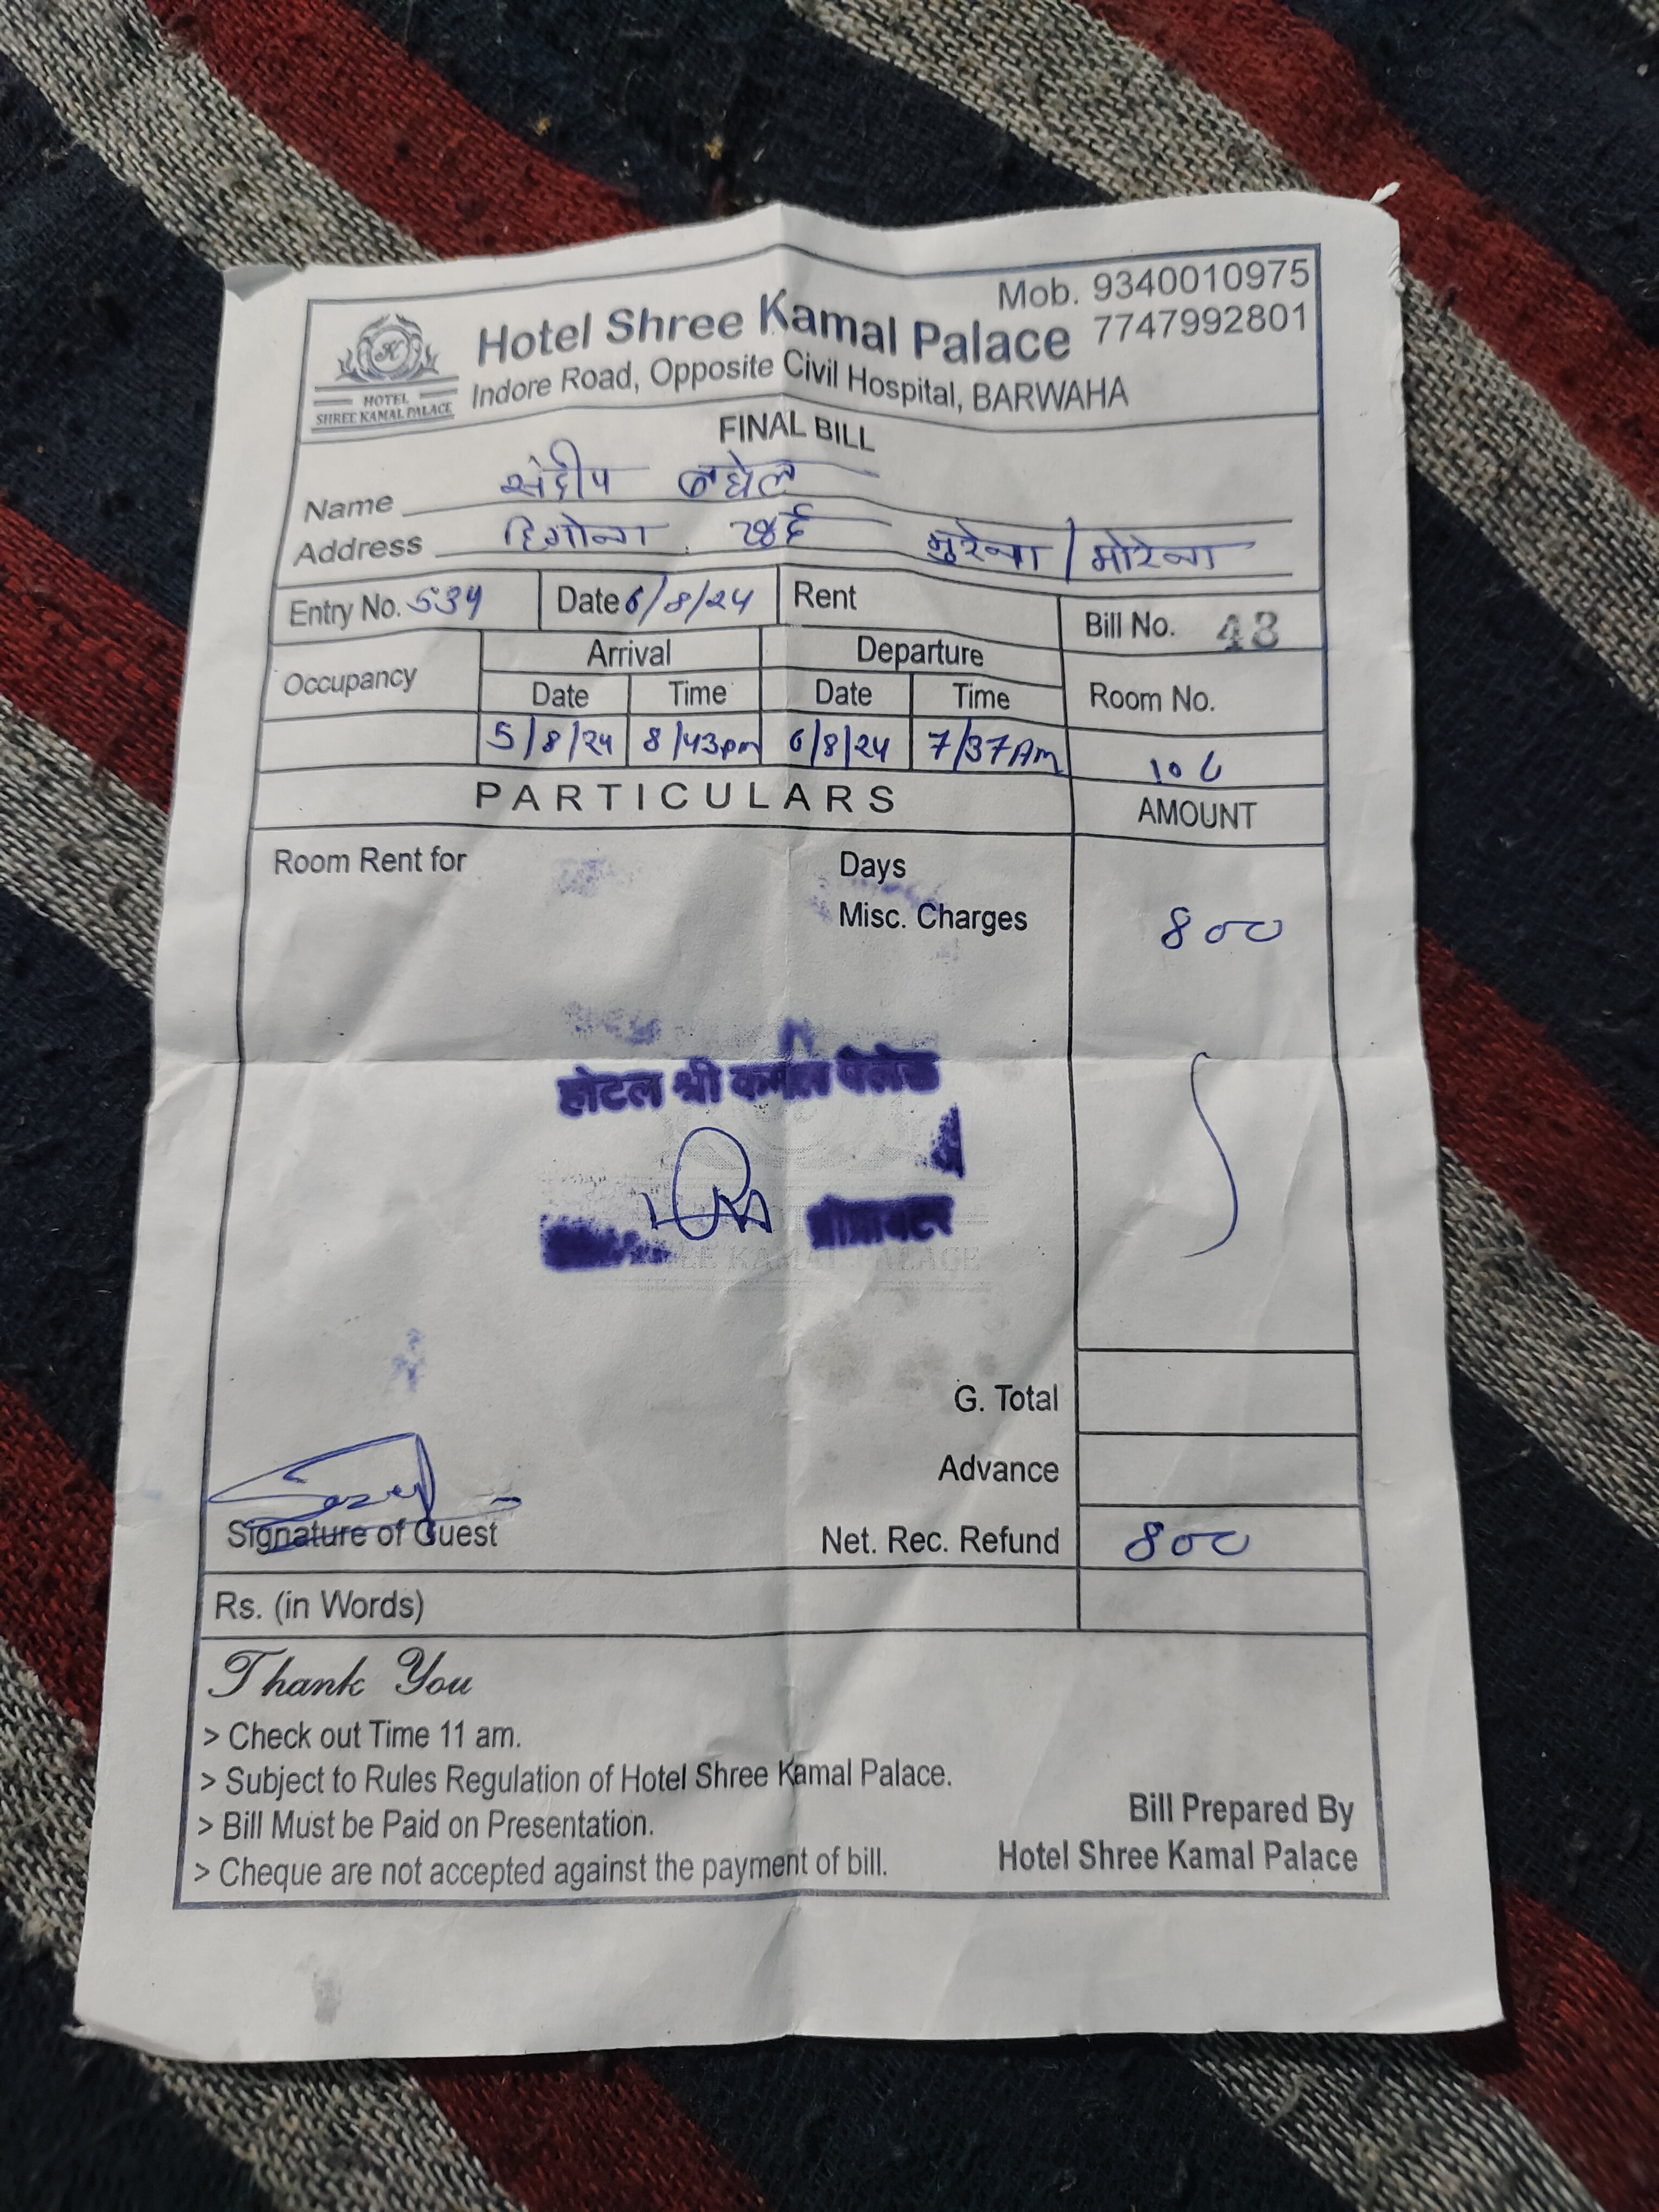 Mob. 9340010975
7747992801
Hotel Shree Kamal Palace
Indore Road, Opposite Civil Hospital, BARWAHA
HOTEL
SHREE KAMAL PALACE
FINAL BILL
Name संदीप बघेल
Address खुर्द मुरेना / मोरेना
Entry No. 534 Date 6/8/24 Rent Bill No. 43
Occupancy Arrival Departure Room No.
Date Time Date Time
5/8/24 8/43pm 6/8/24 7/37Am 106
PARTICULARS AMOUNT
Room Rent for Days
Misc. Charges 800
होटल श्री कमल पेलेस
प्रोप्रायटर
KAMAL PALACE
G. Total
Advance
Signature of Guest Net. Rec. Refund 800
Rs. (in Words)
Thank You
> Check out Time 11 am.
> Subject to Rules Regulation of Hotel Shree Kamal Palace.
> Bill Must be Paid on Presentation.
> Cheque are not accepted against the payment of bill.
Bill Prepared By
Hotel Shree Kamal Palace